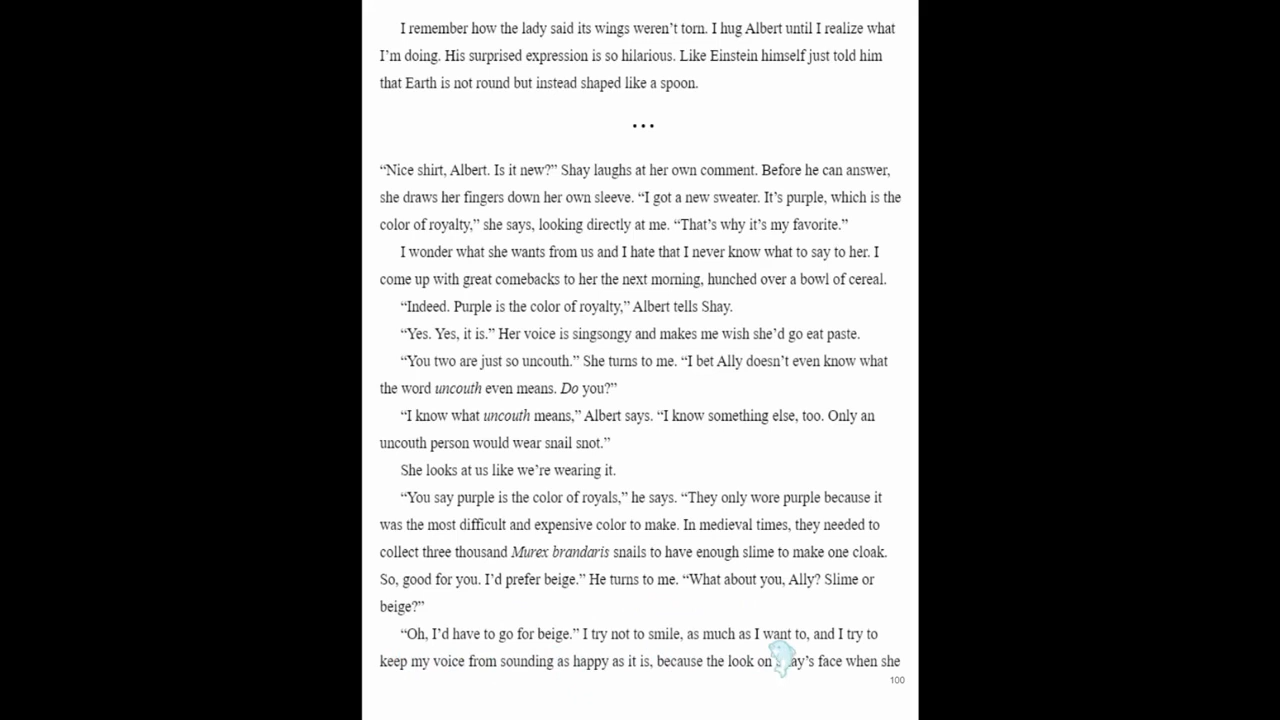 I remember how the lady said its wings weren’t torn. I hug Albert until I realize what
I’m doing. His surprised expression is so hilarious. Like Einstein himself just told him
that Earth is not round but instead shaped like a spoon.
• • •
“Nice shirt, Albert. Is it new?” Shay laughs at her own comment. Before he can answer,
she draws her fingers down her own sleeve. “I got a new sweater. It’s purple, which is the
color of royalty,” she says, looking directly at me. “That’s why it’s my favorite.”
I wonder what she wants from us and I hate that I never know what to say to her. I
come up with great comebacks to her the next morning, hunched over a bowl of cereal.
“Indeed. Purple is the color of royalty,” Albert tells Shay.
“Yes. Yes, it is.” Her voice is singsongy and makes me wish she’d go eat paste.
“You two are just so uncouth.” She turns to me. “I bet Ally doesn’t even know what
the word uncouth even means. Do you?”
“I know what uncouth means,” Albert says. “I know something else, too. Only an
uncouth person would wear snail snot.”
She looks at us like we’re wearing it.
“You say purple is the color of royals,” he says. “They only wore purple because it
was the most difficult and expensive color to make. In medieval times, they needed to
collect three thousand Murex brandaris snails to have enough slime to make one cloak.
So, good for you. I’d prefer beige.” He turns to me. “What about you, Ally? Slime or
beige?”
“Oh, I’d have to go for beige.” I try not to smile, as much as I want to, and I try to
keep my voice from sounding as happy as it is, because the look on face when she
100